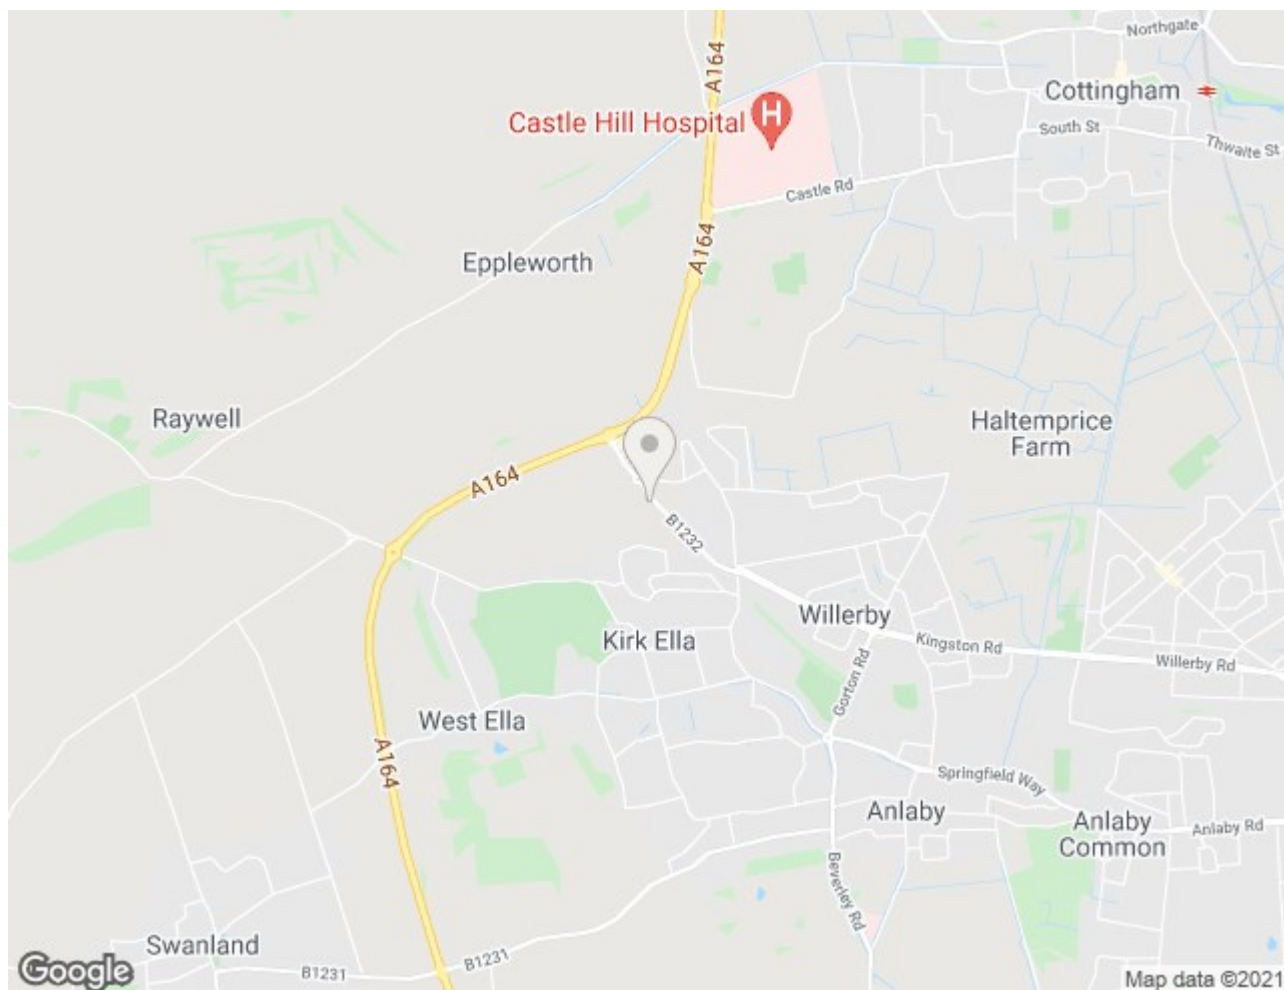 Northgate
A164
Cottingham
Castle Hill Hospital
H
South St
Thwaite St
Castle Rd
A164
Eppleworth
Raywell
Haltemprice
Farm
A164
B1232
Willerby
Kirk Ella
Kingston Rd
Willerby Rd
Gorton Rd
West Ella
A164
Springfield Way
Anlaby
Anlaby
Common
Anlaby Rd
Beverley Rd
Swanland
B1231
B1231
Google
Map data ©2021